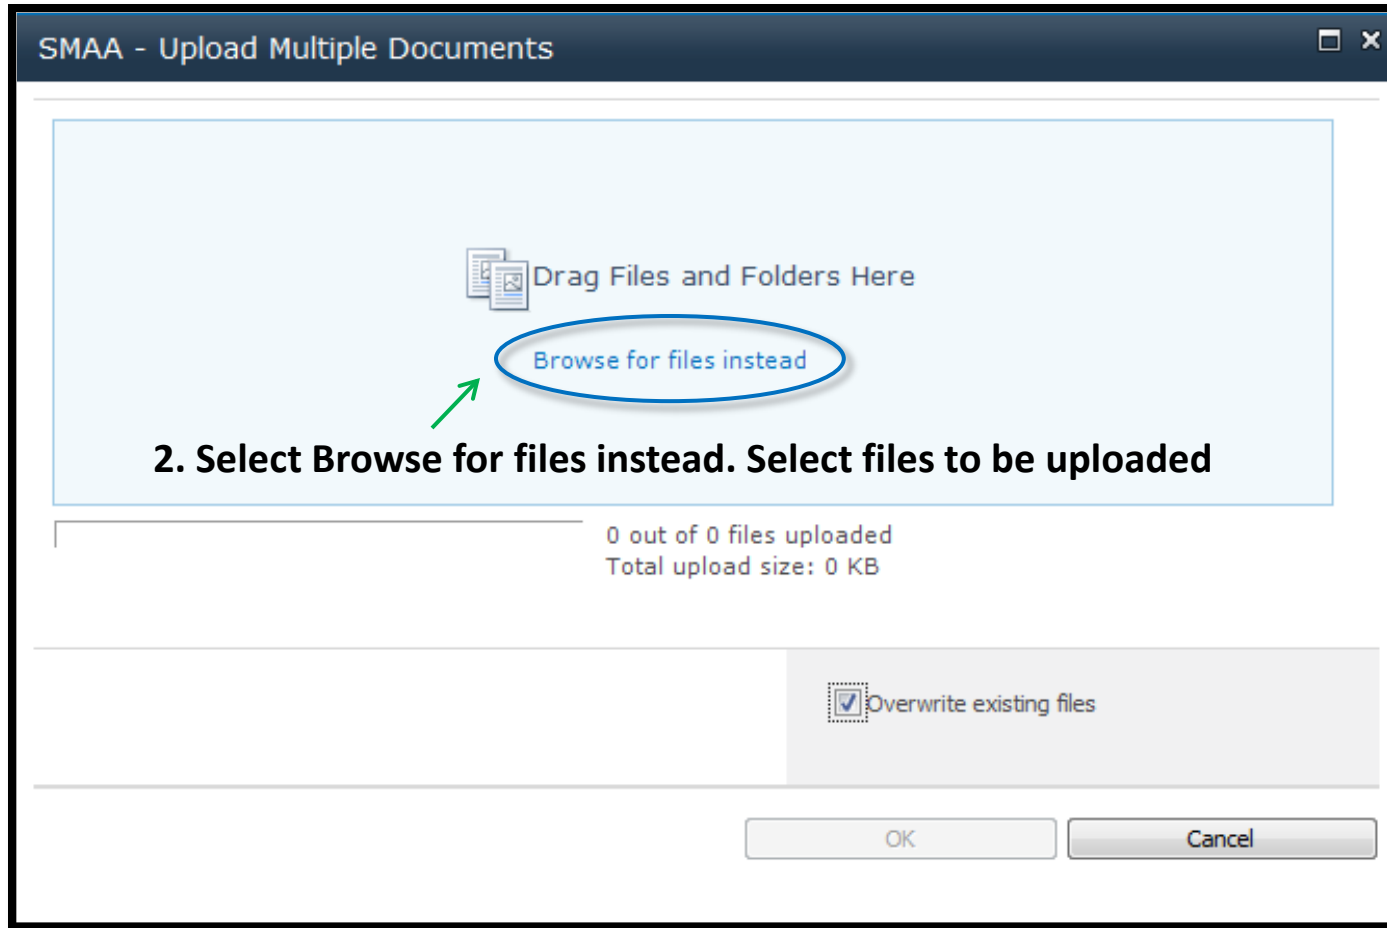 SMAA - Upload Multiple Documents
Drag Files and Folders Here
Browse for files instead
2. Select Browse for files instead. Select files to be uploaded
0 out of 0 files uploaded
Total upload size: 0 KB
Overwrite existing files
OK
Cancel